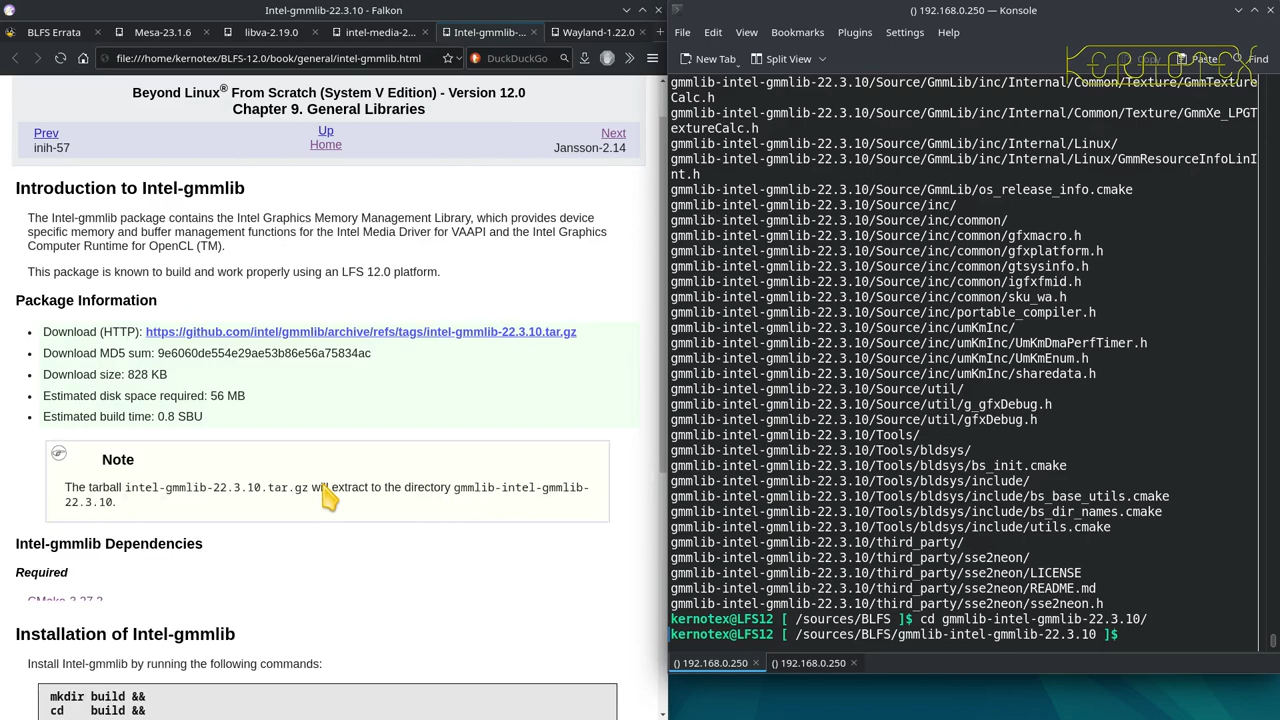 Intel-gmmlib-22.3.10 - Falkon
BLFS Errata
Mesa-23.1.6
libva-2.19.0
intel-media-2...
Intel-gmmlib-...
Wayland-1.22.0
file:///home/kernotex/BLFS-12.0/book/general/intel-gmmlib.html
DuckDuckGo
Beyond Linux® From Scratch (System V Edition) - Version 12.0
Chapter 9. General Libraries
Prev
Up
Next
inih-57
Home
Jansson-2.14
Introduction to Intel-gmmlib
The Intel-gmmlib package contains the Intel Graphics Memory Management Library, which provides device
specific memory and buffer management functions for the Intel Media Driver for VAAPI and the Intel Graphics
Computer Runtime for OpenCL (TM).
This package is known to build and work properly using an LFS 12.0 platform.
Package Information
Download (HTTP): https://github.com/intel/gmmlib/archive/refs/tags/intel-gmmlib-22.3.10.tar.gz
Download MD5 sum: 9e6060de554e29ae53b86e56a75834ac
Download size: 828 KB
Estimated disk space required: 56 MB
Estimated build time: 0.8 SBU
Note
The tarball intel-gmmlib-22.3.10.tar.gz will extract to the directory gmmlib-intel-gmmlib-
22.3.10.
Intel-gmmlib Dependencies
Required
CMake-3.27.2
Installation of Intel-gmmlib
Install Intel-gmmlib by running the following commands:
mkdir build &&
cd    build &&
() 192.168.0.250 — Konsole
File Edit View Bookmarks Plugins Settings Help
New Tab
Split View
Copy
Paste
Find
KERNOTEX
gmmlib-intel-gmmlib-22.3.10/Source/GmmLib/inc/Internal/Common/Texture/GmmTexture
Calc.h
gmmlib-intel-gmmlib-22.3.10/Source/GmmLib/inc/Internal/Common/Texture/GmmXe_LPGT
extureCalc.h
gmmlib-intel-gmmlib-22.3.10/Source/GmmLib/inc/Internal/Linux/
gmmlib-intel-gmmlib-22.3.10/Source/GmmLib/inc/Internal/Linux/GmmResourceInfoLinI
nt.h
gmmlib-intel-gmmlib-22.3.10/Source/GmmLib/os_release_info.cmake
gmmlib-intel-gmmlib-22.3.10/Source/inc/
gmmlib-intel-gmmlib-22.3.10/Source/inc/common/
gmmlib-intel-gmmlib-22.3.10/Source/inc/common/gfxmacro.h
gmmlib-intel-gmmlib-22.3.10/Source/inc/common/gfxplatform.h
gmmlib-intel-gmmlib-22.3.10/Source/inc/common/gtsysinfo.h
gmmlib-intel-gmmlib-22.3.10/Source/inc/common/igfxfmid.h
gmmlib-intel-gmmlib-22.3.10/Source/inc/common/sku_wa.h
gmmlib-intel-gmmlib-22.3.10/Source/inc/portable_compiler.h
gmmlib-intel-gmmlib-22.3.10/Source/inc/umKmInc/
gmmlib-intel-gmmlib-22.3.10/Source/inc/umKmInc/UmKmDmaPerfTimer.h
gmmlib-intel-gmmlib-22.3.10/Source/inc/umKmInc/UmKmEnum.h
gmmlib-intel-gmmlib-22.3.10/Source/inc/umKmInc/sharedata.h
gmmlib-intel-gmmlib-22.3.10/Source/util/
gmmlib-intel-gmmlib-22.3.10/Source/util/g_gfxDebug.h
gmmlib-intel-gmmlib-22.3.10/Source/util/gfxDebug.h
gmmlib-intel-gmmlib-22.3.10/Tools/
gmmlib-intel-gmmlib-22.3.10/Tools/bldsys/
gmmlib-intel-gmmlib-22.3.10/Tools/bldsys/bs_init.cmake
gmmlib-intel-gmmlib-22.3.10/Tools/bldsys/include/
gmmlib-intel-gmmlib-22.3.10/Tools/bldsys/include/bs_base_utils.cmake
gmmlib-intel-gmmlib-22.3.10/Tools/bldsys/include/bs_dir_names.cmake
gmmlib-intel-gmmlib-22.3.10/Tools/bldsys/include/utils.cmake
gmmlib-intel-gmmlib-22.3.10/third_party/
gmmlib-intel-gmmlib-22.3.10/third_party/sse2neon/
gmmlib-intel-gmmlib-22.3.10/third_party/sse2neon/LICENSE
gmmlib-intel-gmmlib-22.3.10/third_party/sse2neon/README.md
gmmlib-intel-gmmlib-22.3.10/third_party/sse2neon/sse2neon.h
kernotex@LFS12 [ /sources/BLFS ]$ cd gmmlib-intel-gmmlib-22.3.10/
kernotex@LFS12 [ /sources/BLFS/gmmlib-intel-gmmlib-22.3.10 ]$
() 192.168.0.250
() 192.168.0.250